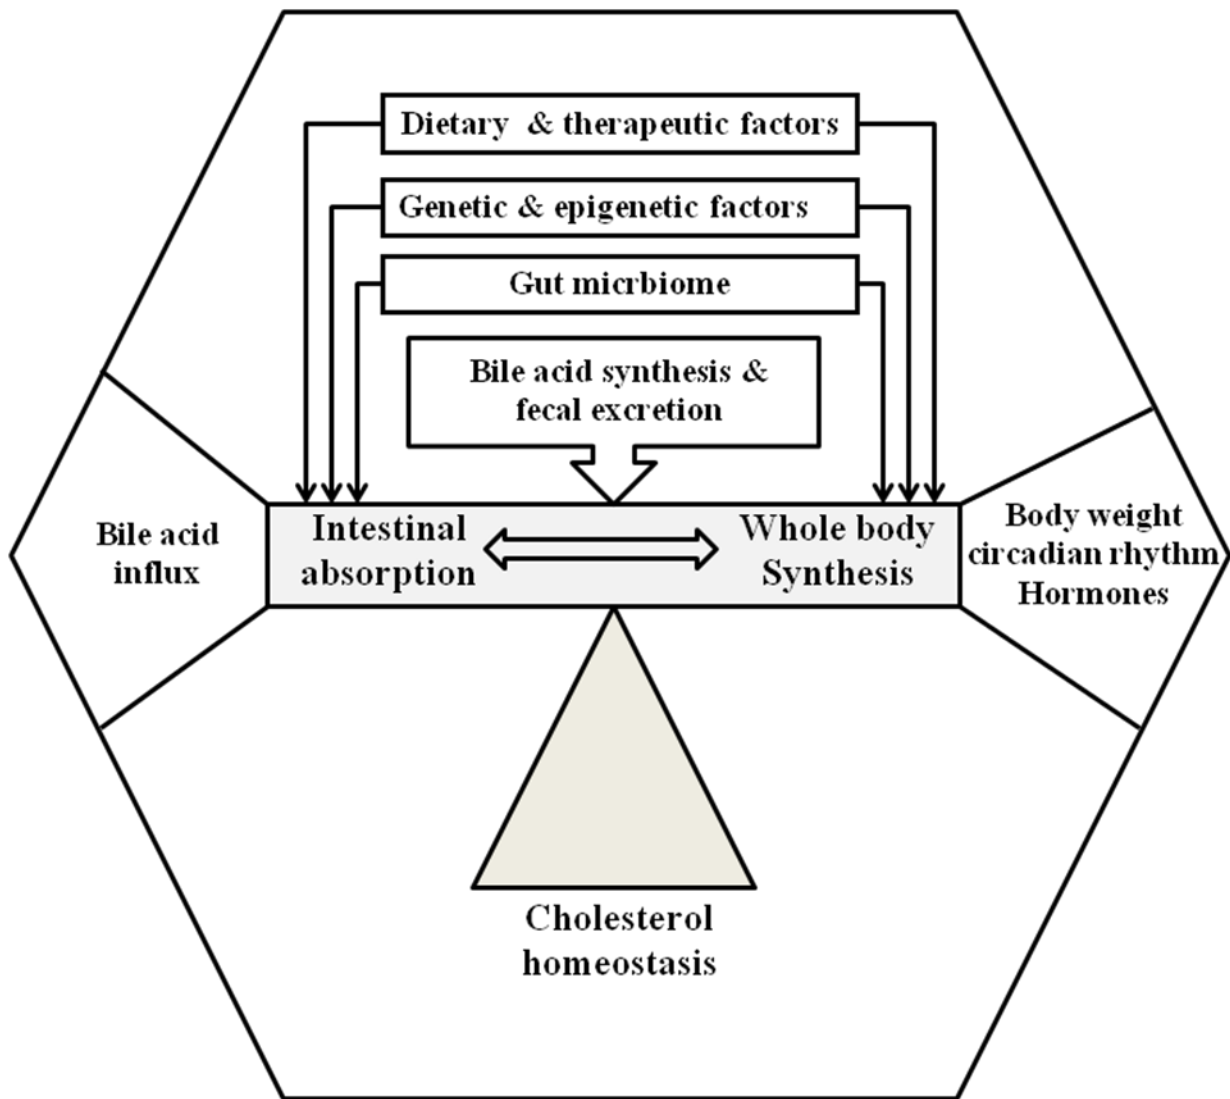 Dietary & therapeutic factors
Genetic & epigenetic factors
Gut micrbiome
Bile acid synthesis &
fecal excretion
Bile acid
influx
Intestinal
absorption
Whole body
Synthesis
Body weight
circadian rhythm
Hormones
Cholesterol
homeostasis